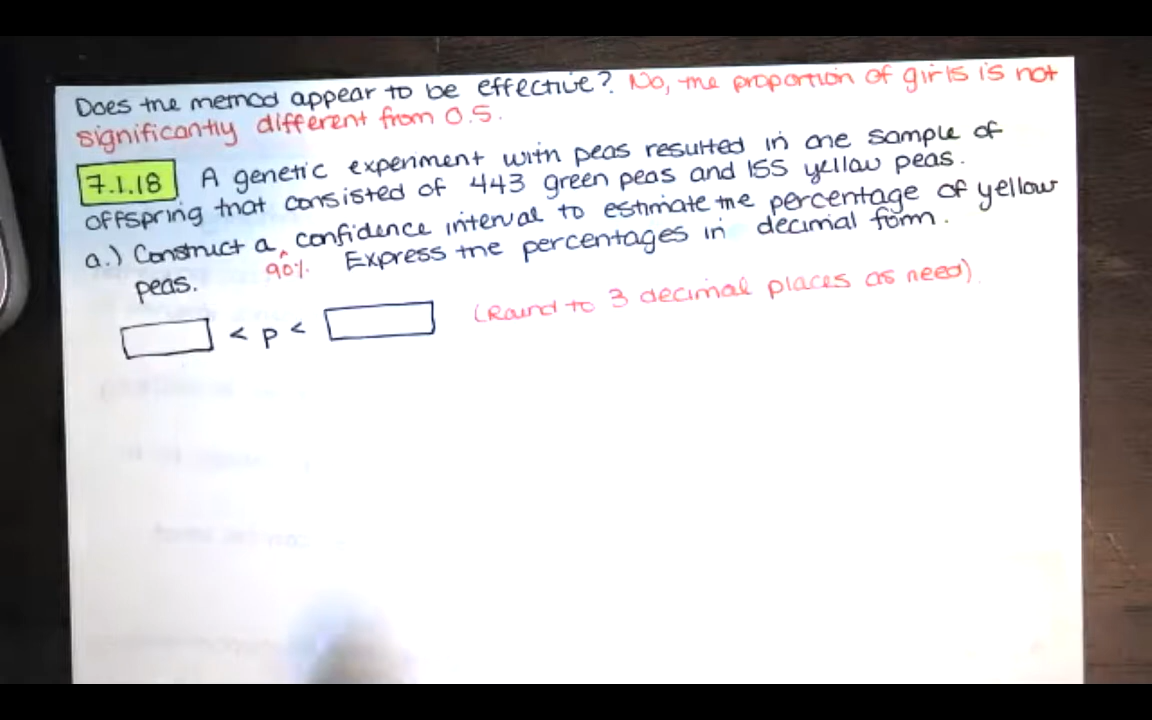 Does the method appear to be effective? No, the proportion of girls is not
significantly different from 0.5.
7.1.18 A genetic experiment with peas resulted in one sample of
offspring that consisted of 443 green peas and 155 yellow peas.
a.) Construct a ^ confidence interval to estimate the percentage of yellow
90%
peas. Express the percentages in decimal form.
< p < (Round to 3 decimal places as need)